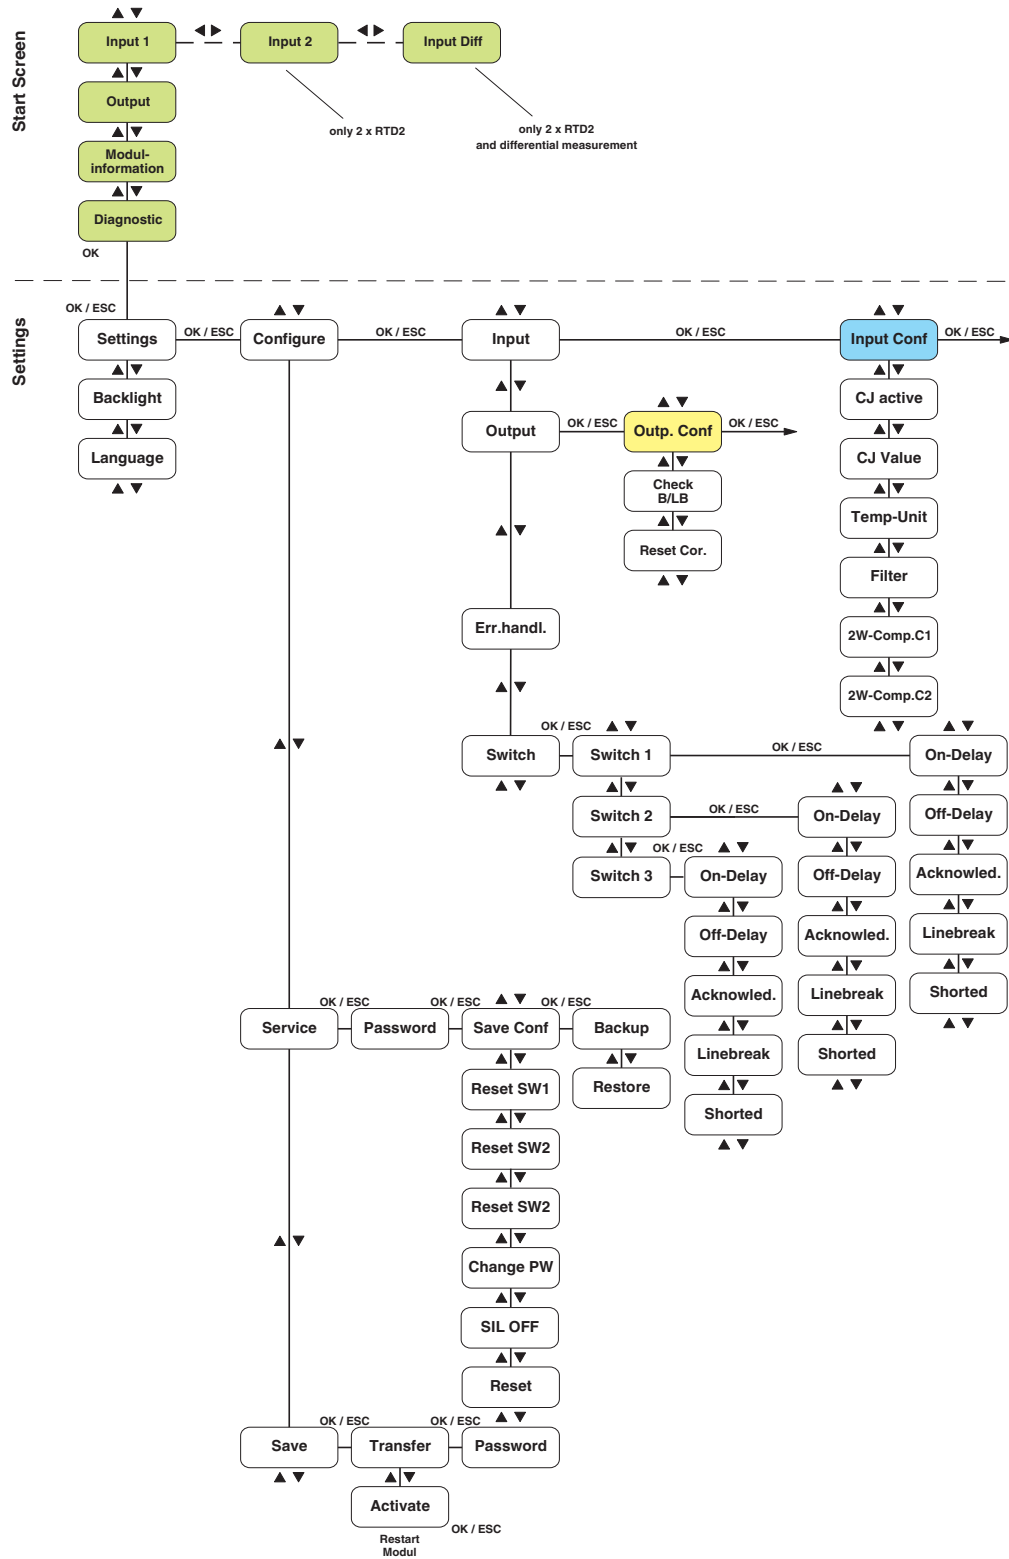 Start Screen
Input 1
Input 2
Input Diff
Output
only 2 x RTD2
only 2 x RTD2
and differential measurement
Modul-
information
Diagnostic
OK
Settings
OK / ESC
Settings
OK / ESC
Configure
OK / ESC
Input
OK / ESC
Input Conf
OK / ESC
Backlight
CJ active
Language
Output
OK / ESC
Outp. Conf
OK / ESC
CJ Value
Check
B/LB
Temp-Unit
Reset Cor.
Filter
Err.handl.
2W-Comp.C1
2W-Comp.C2
OK / ESC
Switch
Switch 1
OK / ESC
On-Delay
Switch 2
OK / ESC
On-Delay
Off-Delay
OK / ESC
Switch 3
On-Delay
Off-Delay
Acknowled.
Off-Delay
Acknowled.
Linebreak
Acknowled.
Linebreak
Shorted
OK / ESC
OK / ESC
OK / ESC
Service
Password
Save Conf
Backup
Linebreak
Shorted
Reset SW1
Restore
Shorted
Reset SW2
Reset SW2
Change PW
SIL OFF
Reset
OK / ESC
OK / ESC
Save
Transfer
Password
Activate
OK / ESC
Restart
Modul